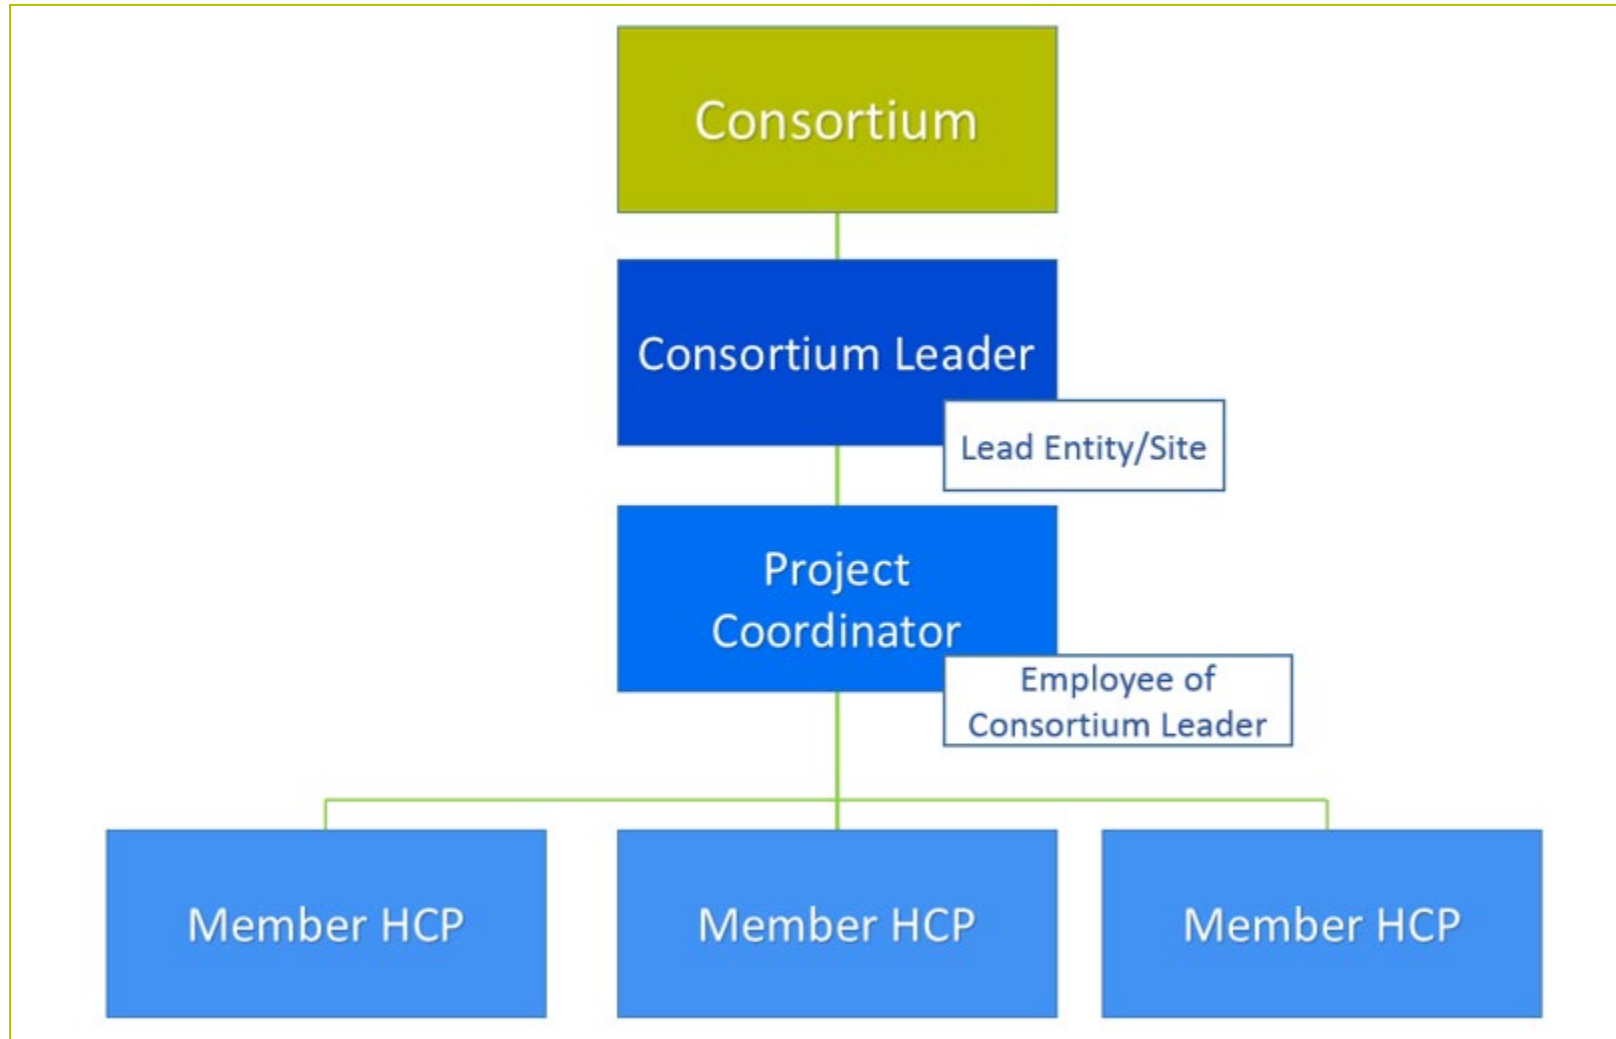 Consortium
Consortium Leader
Lead Entity/Site
Project
Coordinator
Employee of
Consortium Leader
Member HCP
Member HCP
Member HCP